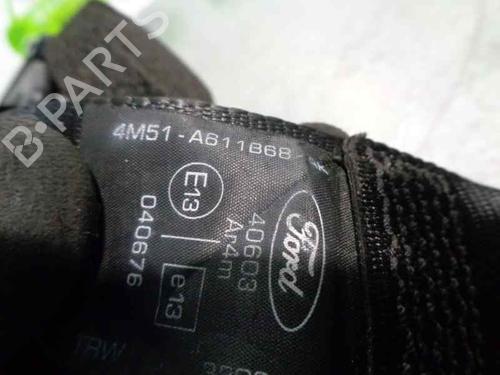 B-PARTS
4M51-A611B68
E13
040676
e13
40603
Ar4m
Ford
TRW